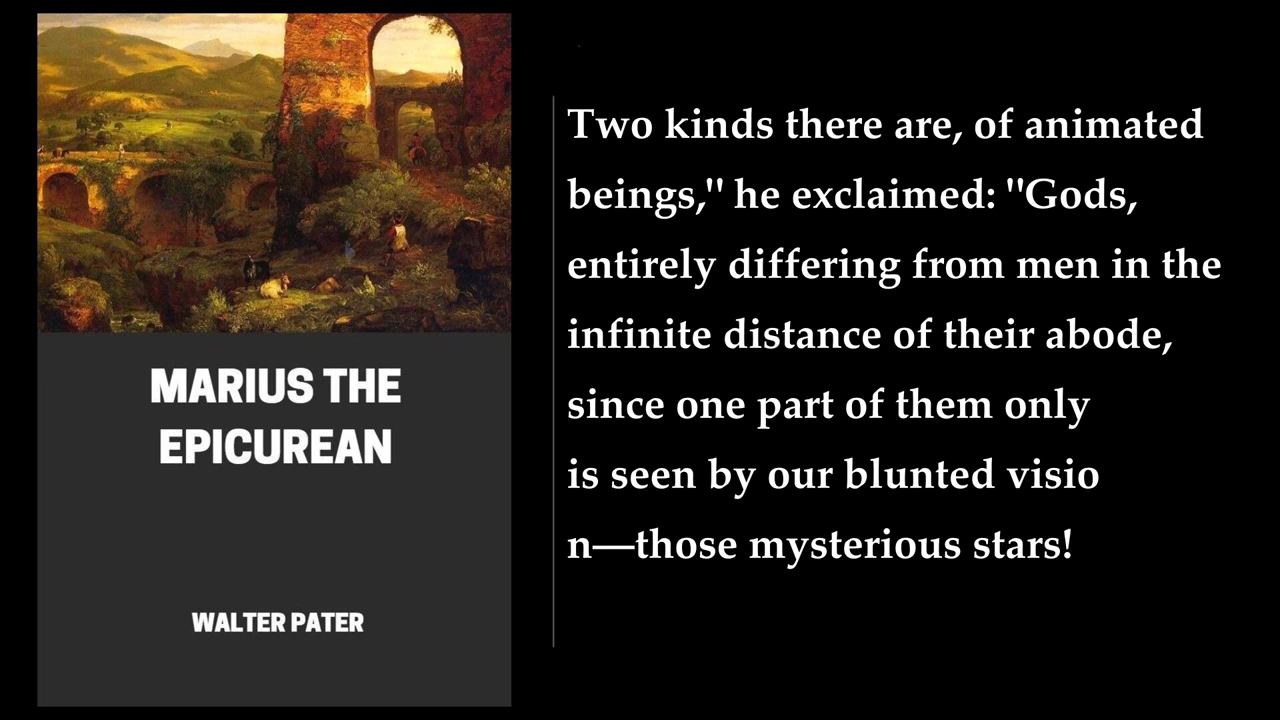 MARIUS THE
EPICUREAN
WALTER PATER
Two kinds there are, of animated
beings," he exclaimed: "Gods,
entirely differing from men in the
infinite distance of their abode,
since one part of them only
is seen by our blunted visio
n—those mysterious stars!